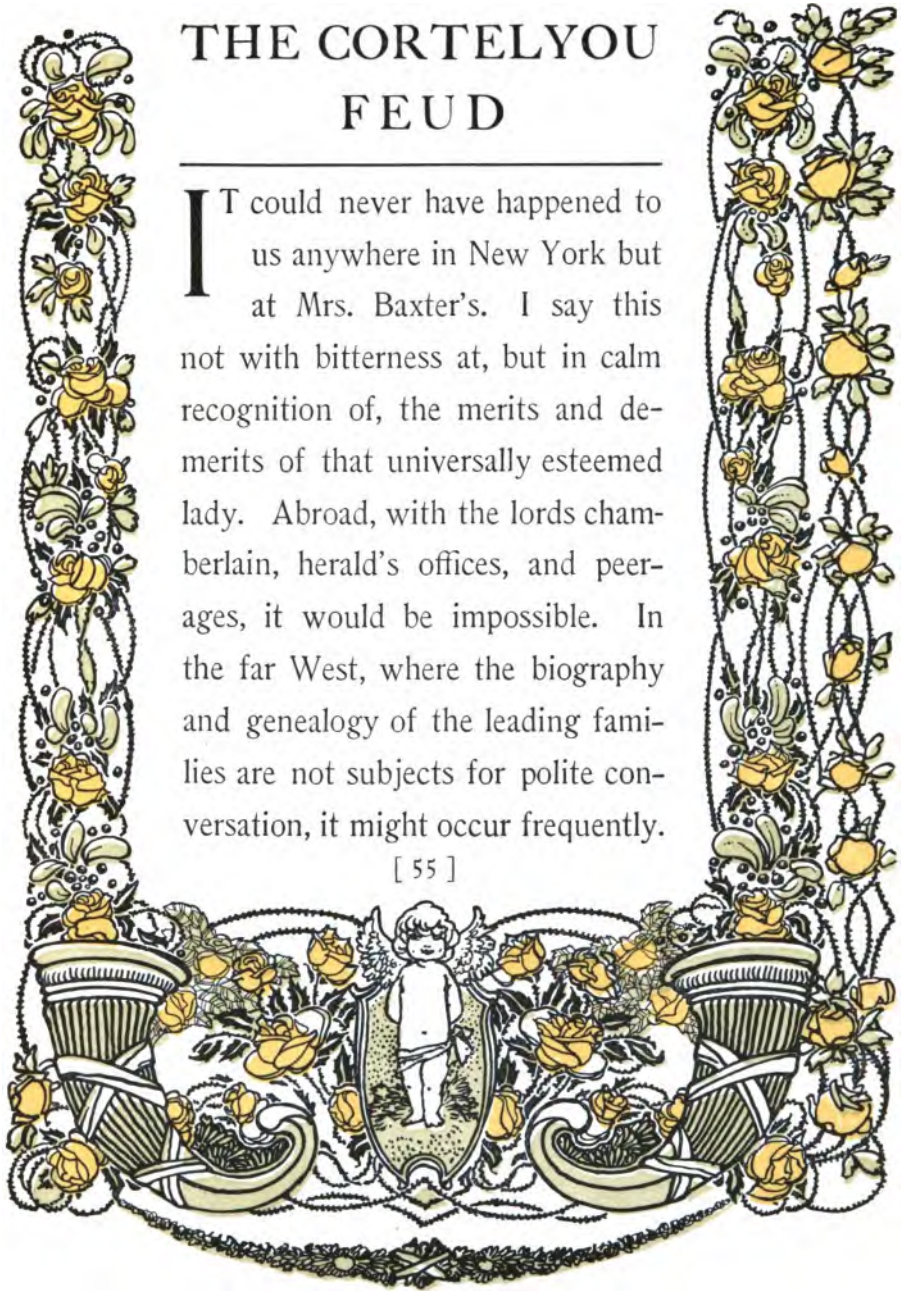 THE CORTELYOU
FEUD
IT could never have happened to
us anywhere in New York but
at Mrs. Baxter's. I say this
not with bitterness at, but in calm
recognition of, the merits and de-
merits of that universally esteemed
lady. Abroad, with the lords cham-
berlain, herald's offices, and peer-
ages, it would be impossible. In
the far West, where the biography
and genealogy of the leading fami-
lies are not subjects for polite con-
versation, it might occur frequently.
[ 55 ]